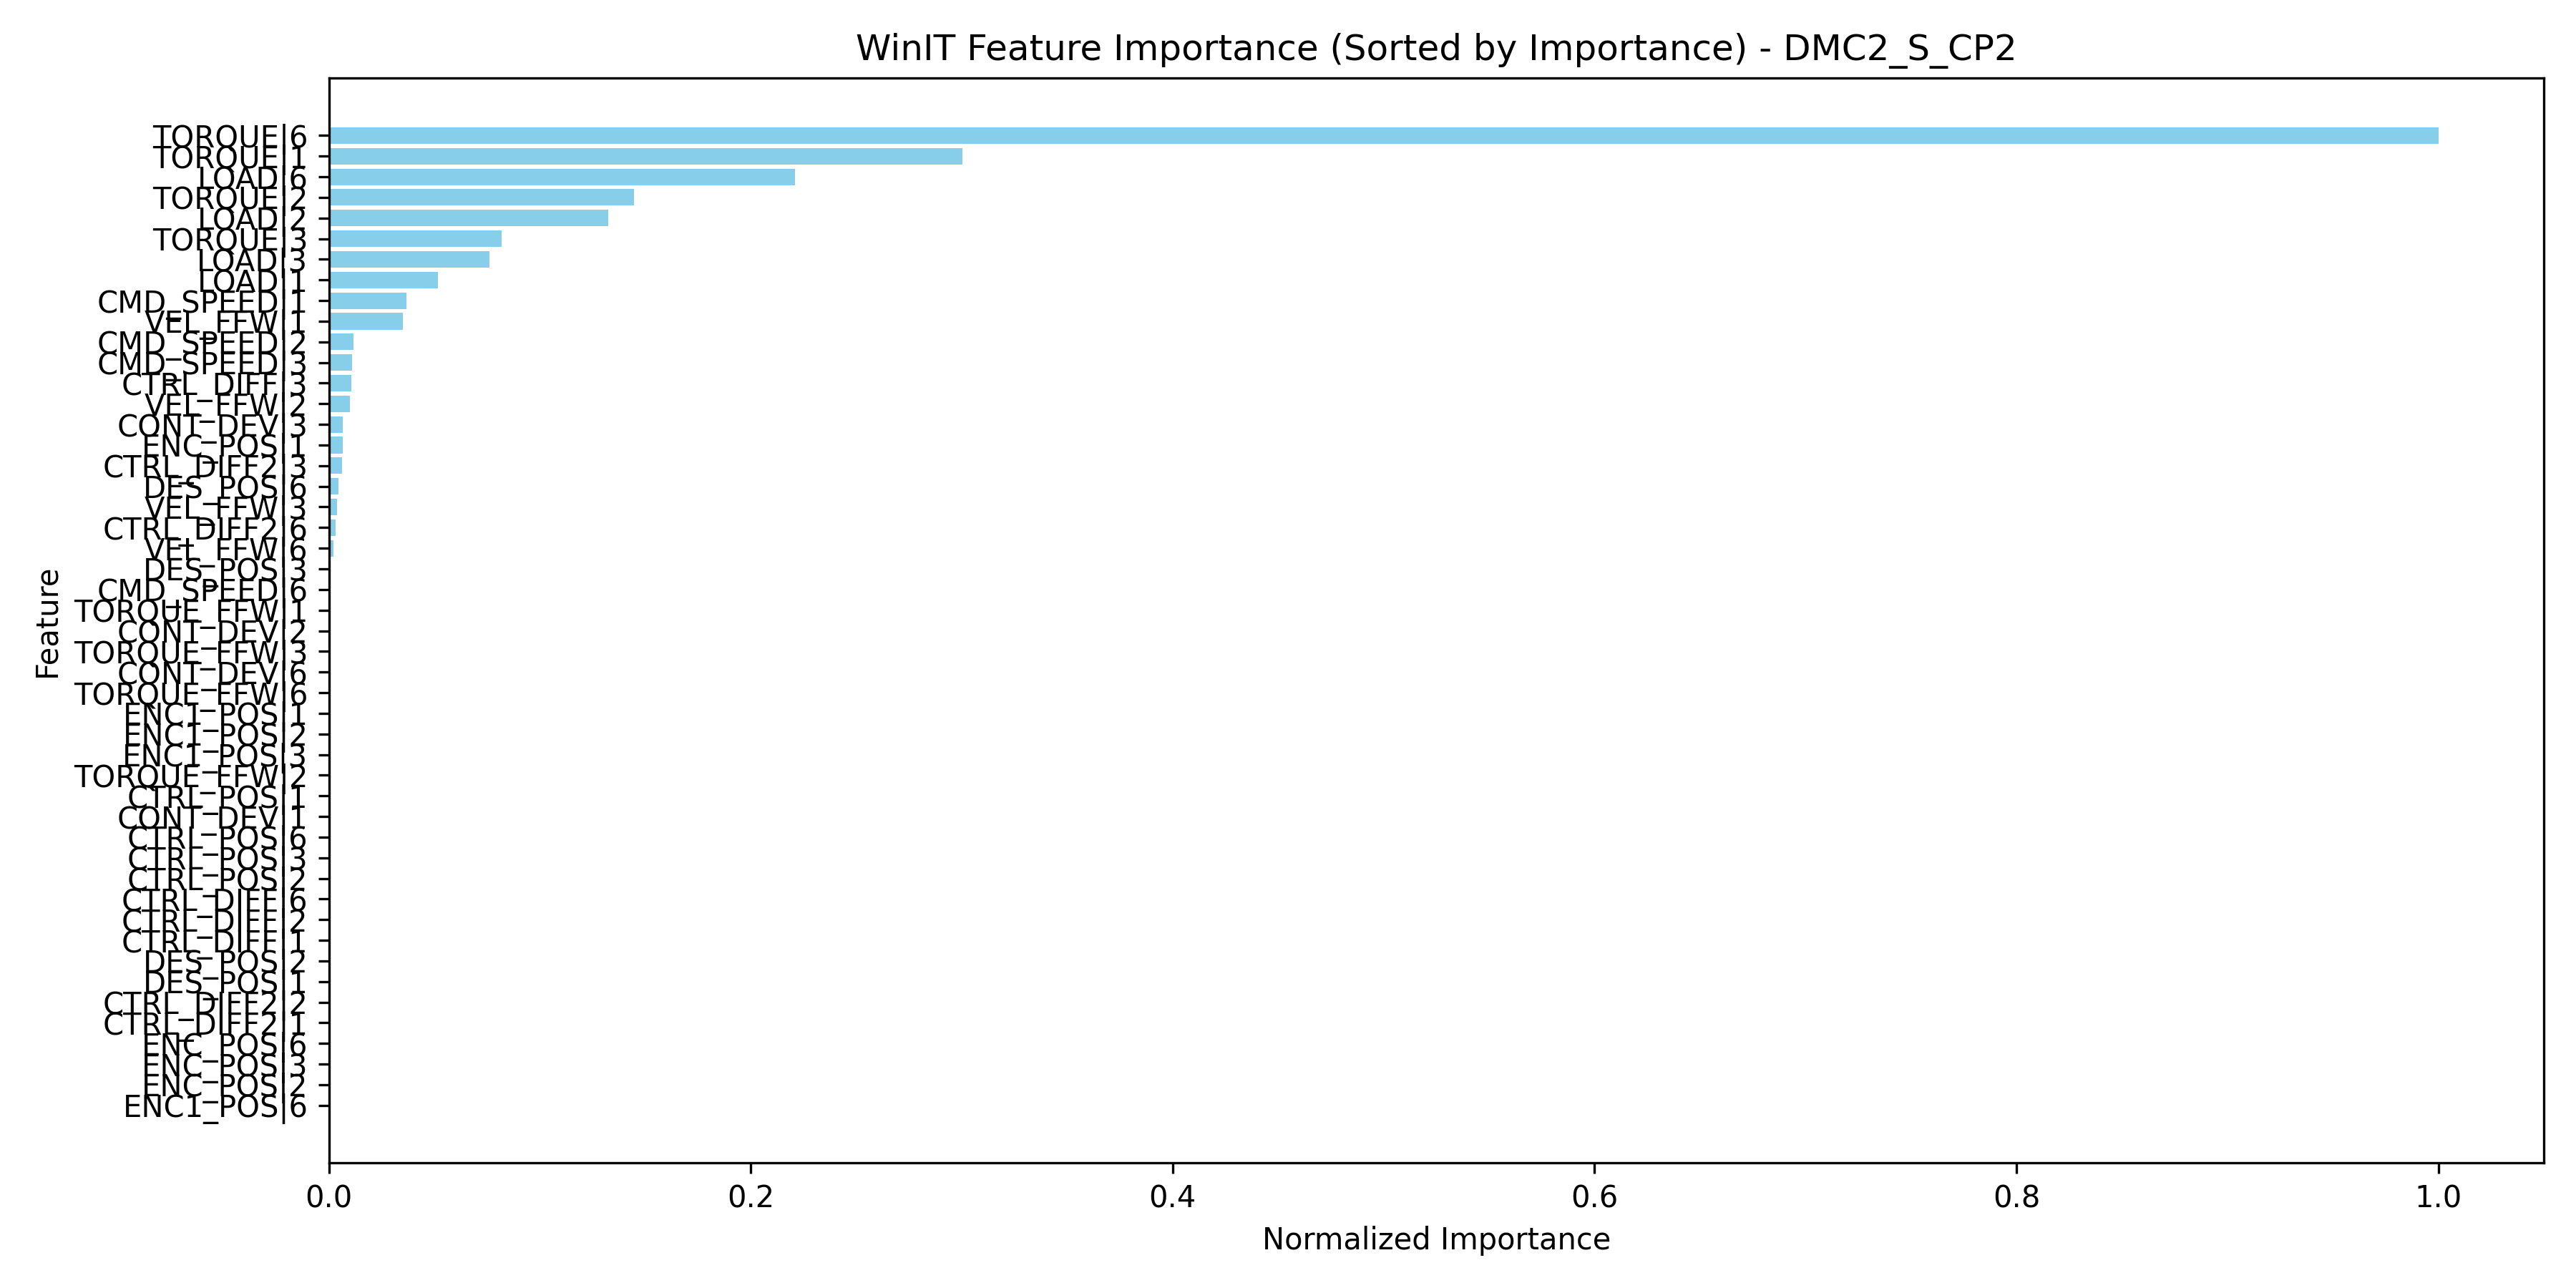 WinIT Feature Importance (Sorted by Importance) - DMC2_S_CP2
TORQUE|6
TORQUE|1
LOAD|6
TORQUE|2
LOAD|2
TORQUE|3
LOAD|3
LOAD|1
CMD_SPEED|1
VEL_FFW|1
CMD_SPEED|2
CMD_SPEED|3
CTRL_DIFF|3
VEL_FFW|2
CONT_DEV|3
ENC_POS|1
CTRL_DIFF2|3
DES_POS|6
VEL_FFW|3
CTRL_DIFF2|6
VEL_FFW|6
DES_POS|3
CMD_SPEED|6
TORQUE_FFW|1
CONT_DEV|2
TORQUE_FFW|3
CONT_DEV|6
TORQUE_FFW|6
ENC1_POS|1
ENC1_POS|2
ENC1_POS|3
TORQUE_FFW|2
CTRL_POS|1
CONT_DEV|1
CTRL_POS|6
CTRL_POS|3
CTRL_POS|2
CTRL_DIFF|6
CTRL_DIFF|2
CTRL_DIFF|1
DES_POS|2
DES_POS|1
CTRL_DIFF2|2
CTRL_DIFF2|1
ENC_POS|6
ENC_POS|3
ENC_POS|2
ENC1_POS|6
Feature
0.0 0.2 0.4 0.6 0.8 1.0
Normalized Importance